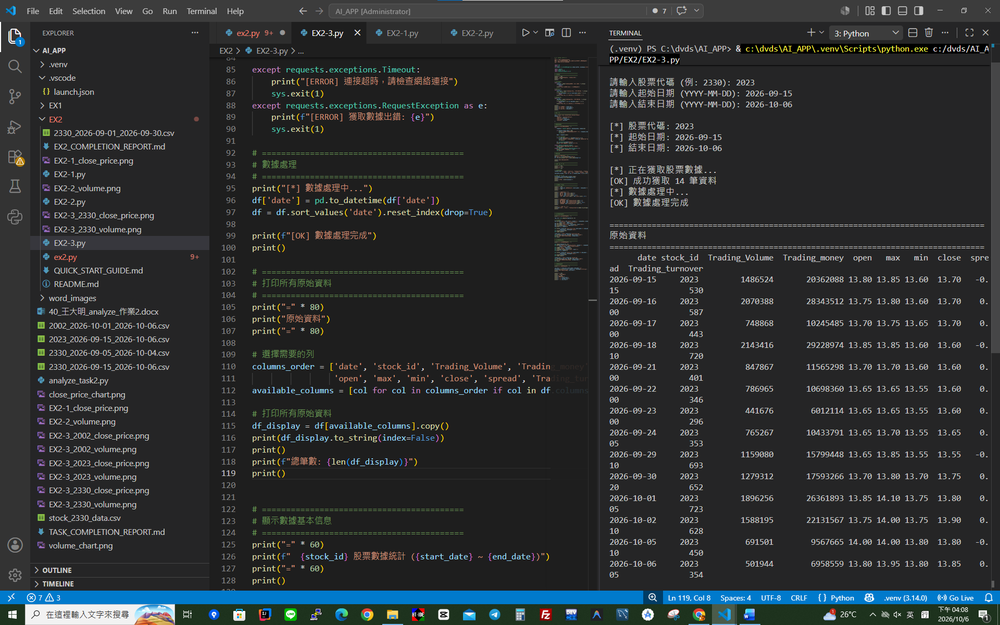 File Edit Selection View Go Run Terminal Help
AI_APP [Administrator]
7
EXPLORER
AI_APP
.venv
.vscode
launch.json
EX1
EX2
2330_2026-09-01_2026-09-30.csv
EX2_COMPLETION_REPORT.md
EX2-1_close_price.png
EX2-1.py
EX2-2_volume.png
EX2-2.py
EX2-3_2330_close_price.png
EX2-3_2330_volume.png
EX2-3.py
ex2.py 9+
QUICK_START_GUIDE.md
README.md
word_images
40_王大明_analyze_作業2.docx
2002_2026-10-01_2026-10-06.csv
2023_2026-09-15_2026-10-06.csv
2330_2026-09-05_2026-10-04.csv
2330_2026-09-15_2026-10-06.csv
analyze_task2.py
close_price_chart.png
EX2-1_close_price.png
EX2-2_volume.png
EX2-3_2002_close_price.png
EX2-3_2002_volume.png
EX2-3_2023_close_price.png
EX2-3_2023_volume.png
EX2-3_2330_close_price.png
EX2-3_2330_volume.png
stock_2330_data.csv
TASK_COMPLETION_REPORT.md
volume_chart.png
OUTLINE
TIMELINE
ex2.py 9+ EX2-3.py EX2-1.py EX2-2.py
EX2 > EX2-3.py > ...
84
85 except requests.exceptions.Timeout:
86 print("[ERROR] 連接超時，請檢查網絡連接")
87 sys.exit(1)
88 except requests.exceptions.RequestException as e:
89 print(f"[ERROR] 獲取數據出錯: {e}")
90 sys.exit(1)
91
92 # ==========================================
93 # 數據處理
94 # ==========================================
95 print("[*] 數據處理中...")
96 df['date'] = pd.to_datetime(df['date'])
97 df = df.sort_values('date').reset_index(drop=True)
98
99 print(f"[OK] 數據處理完成")
100 print()
101
102 # ==========================================
103 # 打印所有原始資料
104 # ==========================================
105 print("=" * 80)
106 print("原始資料")
107 print("=" * 80)
108
109 # 選擇需要的列
110 columns_order = ['date', 'stock_id', 'Trading_Volume', 'Trading_money'
111 'open', 'max', 'min', 'close', 'spread', 'Trading_tur
112 available_columns = [col for col in columns_order if col in df.columns
113
114 # 打印所有原始資料
115 df_display = df[available_columns].copy()
116 print(df_display.to_string(index=False))
117 print()
118 print(f"總筆數: {len(df_display)}")
119 print()
120
121
122 # ==========================================
123 # 顯示數據基本信息
124 # ==========================================
125 print("=" * 60)
126 print(f"  {stock_id} 股票數據統計 ({start_date} ~ {end_date})")
127 print("=" * 60)
128 print()
TERMINAL
3: Python
(.venv) PS C:\dvds\AI_APP> & c:\dvds\AI_APP\.venv\Scripts\python.exe c:/dvds/AI_A
PP/EX2/EX2-3.py
請輸入股票代碼 (例: 2330): 2023
請輸入起始日期 (YYYY-MM-DD): 2026-09-15
請輸入結束日期 (YYYY-MM-DD): 2026-10-06
[*] 股票代碼: 2023
[*] 起始日期: 2026-09-15
[*] 結束日期: 2026-10-06
[*] 正在獲取股票數據...
[OK] 成功獲取 14 筆資料
[*] 數據處理中...
[OK] 數據處理完成
================================================================================
原始資料
================================================================================
date stock_id Trading_Volume Trading_money open max min close spre
ad Trading_turnover
2026-09-15 2023 1486524 20362088 13.80 13.85 13.60 13.70 -0.
15 530
2026-09-16 2023 2070388 28343512 13.75 13.80 13.60 13.70 0.
00 587
2026-09-17 2023 748868 10245485 13.70 13.75 13.65 13.70 0.
00 443
2026-09-18 2023 2143416 29228974 13.85 13.85 13.60 13.60 -0.
10 720
2026-09-21 2023 847867 11565298 13.70 13.70 13.60 13.60 0.
00 401
2026-09-22 2023 786965 10698360 13.65 13.65 13.55 13.60 0.
00 346
2026-09-23 2023 441676 6012114 13.65 13.65 13.55 13.60 0.
00 296
2026-09-24 2023 765267 10433791 13.65 13.70 13.55 13.65 0.
05 353
2026-09-29 2023 1159080 15799448 13.65 13.85 13.55 13.55 -0.
10 693
2026-09-30 2023 1279312 17593266 13.70 13.80 13.70 13.75 0.
20 652
2026-10-01 2023 1896256 26361893 13.85 14.10 13.75 13.80 0.
05 723
2026-10-02 2023 1588195 22131567 13.75 14.00 13.75 13.90 0.
10 628
2026-10-05 2023 691501 9567665 14.00 14.00 13.80 13.80 -0.
10 450
2026-10-06 2023 501944 6958559 13.80 13.95 13.80 13.85 0.
05 354
7 3 Ln 119, Col 8 Spaces: 4 UTF-8 CRLF { } Python .venv (3.14.0) Go Live
在這裡輸入文字來搜尋
26°C 英 下午 04:08
2026/10/6